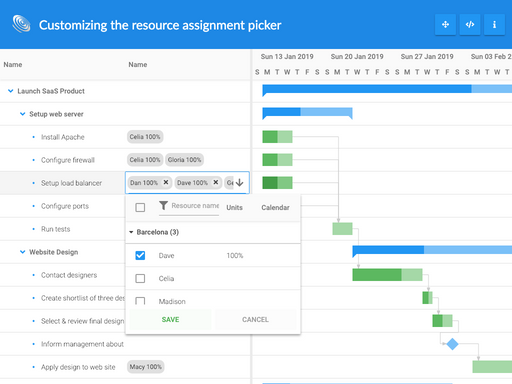 Customizing the resource assignment picker
Name Name
Sun 13 Jan 2019 Sun 20 Jan 2019 Sun 27 Jan 2019 Sun 03 Feb 2
S M T W T F S S M T W T F S S M T W T F S S M T W
Launch SaaS Product
Setup web server
Install Apache Celia 100%
Configure firewall Celia 100% Gloria 100%
Setup load balancer Dan 100% Dave 100% Ge
Configure ports
Run tests
Resource name Units Calendar
Barcelona (3)
Website Design
Dave 100%
Contact designers Celia
Create shortlist of three des Madison
Select & review final design SAVE CANCEL
Inform management about
Apply design to web site Macy 100%